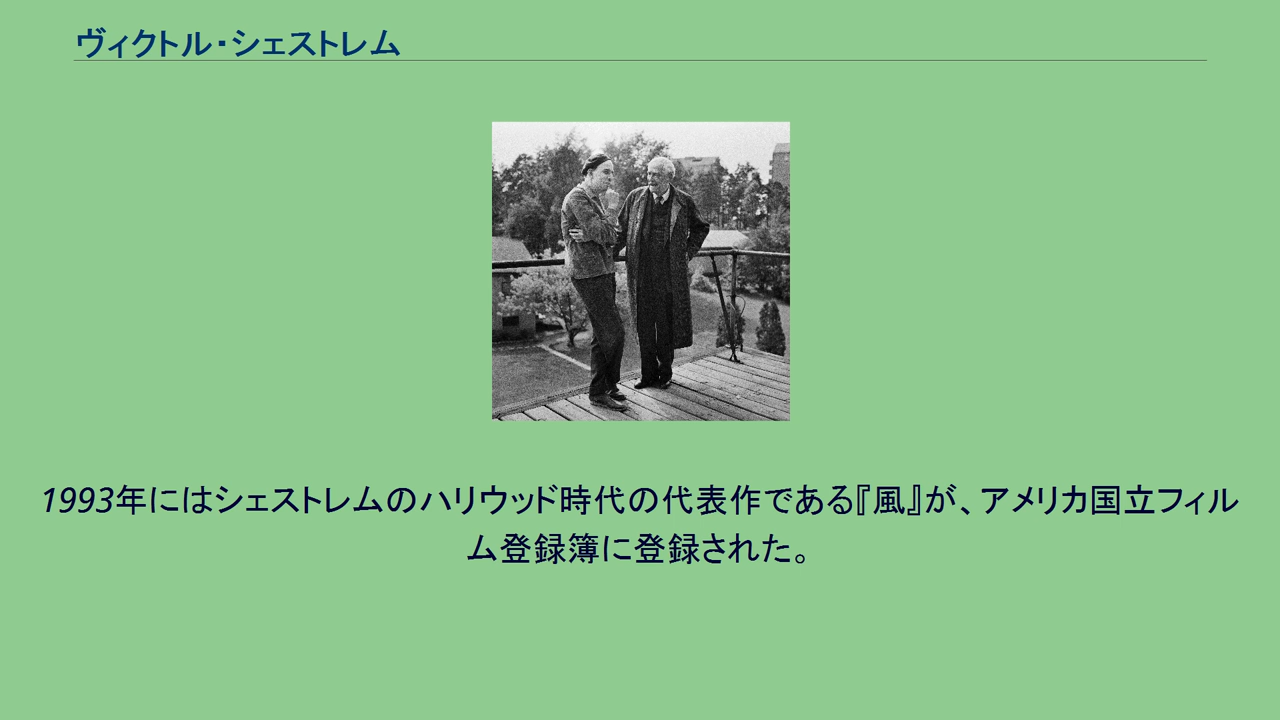 ヴィクトル・シェストレム
1993年にはシェストレムのハリウッド時代の代表作である『風』が、アメリカ国立フィル
ム登録簿に登録された。